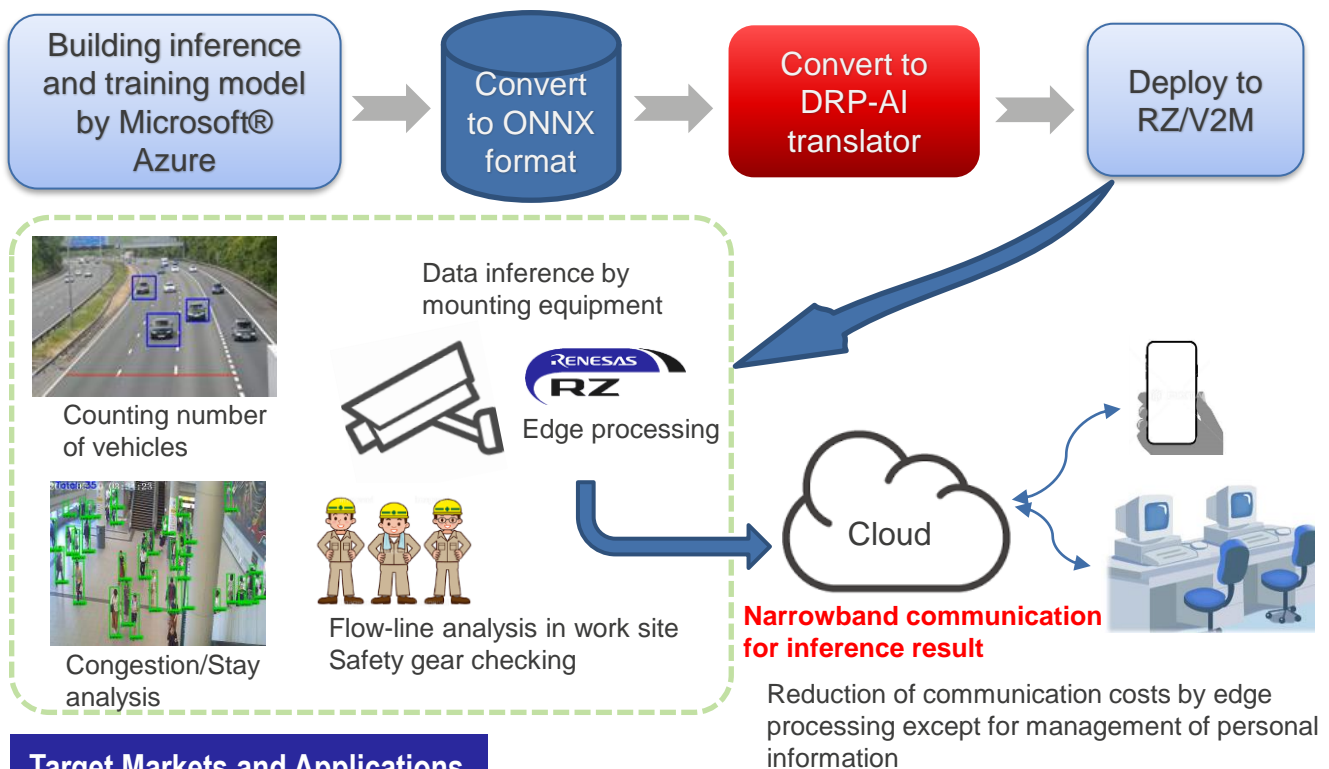 Building inference
and training model
by Microsoft®
Azure
Convert
to ONNX
format
Convert to
DRP-AI
translator
Deploy to
RZ/V2M
Data inference by
mounting equipment
RENESAS
RZ
Edge processing
Counting number
of vehicles
Total: 35
Congestion/Stay
analysis
Flow-line analysis in work site
Safety gear checking
Cloud
Narrowband communication
for inference result
Reduction of communication costs by edge
processing except for management of personal
information
Target Markets and Applications